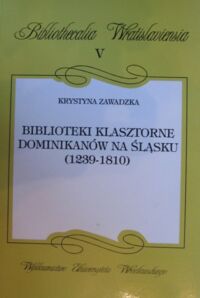 Bibliothecalia Wratislaviensia
V
KRYSTYNA ZAWADZKA
BIBLIOTEKI KLASZTORNE
DOMINIKANÓW NA ŚLĄSKU
(1239-1810)
Wydawnictwo Uniwersytetu Wrocławskiego